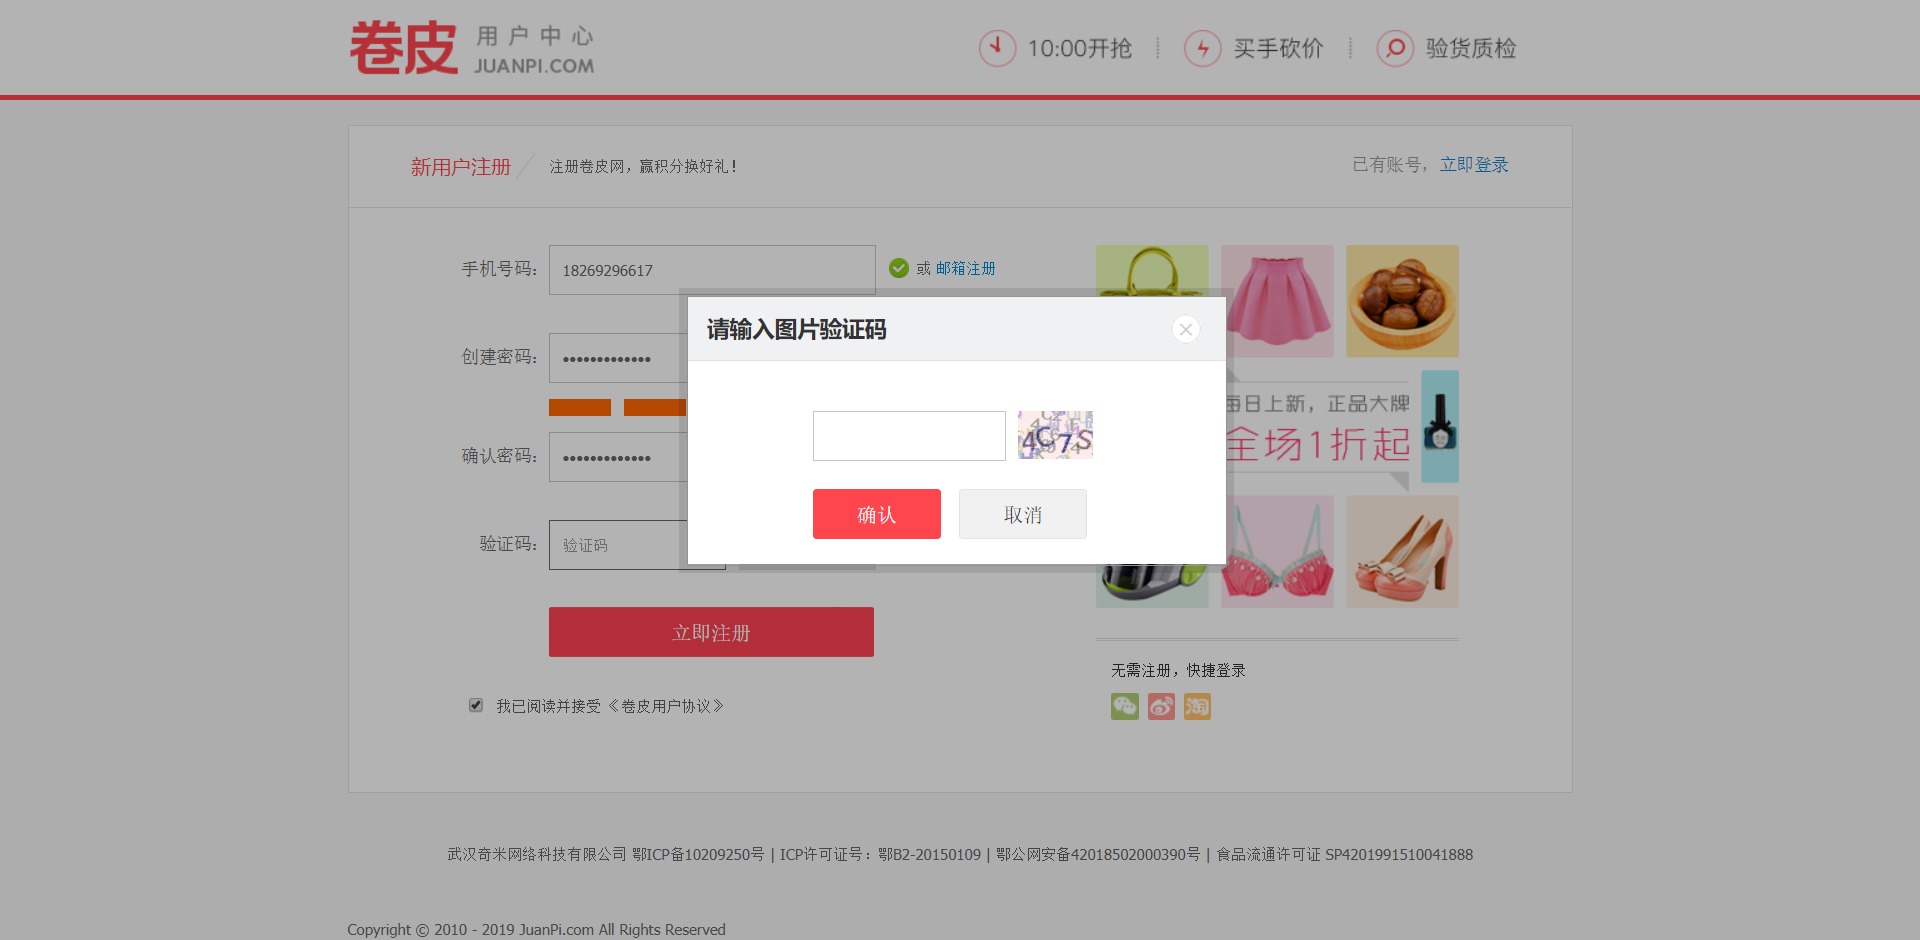 卷皮 用户中心
JUANPI.COM
10:00开抢
买手砍价
验货质检
新用户注册
注册卷皮网，赢积分换好礼！
已有账号，立即登录
手机号码：
18269296617
或 邮箱注册
请输入图片验证码
创建密码：
•••••••••••••
每日上新，正品大牌
全场1折起
确认密码：
•••••••••••••
确认
取消
验证码：
验证码
立即注册
无需注册，快捷登录
淘
我已阅读并接受《卷皮用户协议》
武汉奇米网络科技有限公司 鄂ICP备10209250号 | ICP许可证号：鄂B2-20150109 | 鄂公网安备42018502000390号 | 食品流通许可证 SP4201991510041888
Copyright © 2010 - 2019 JuanPi.com All Rights Reserved